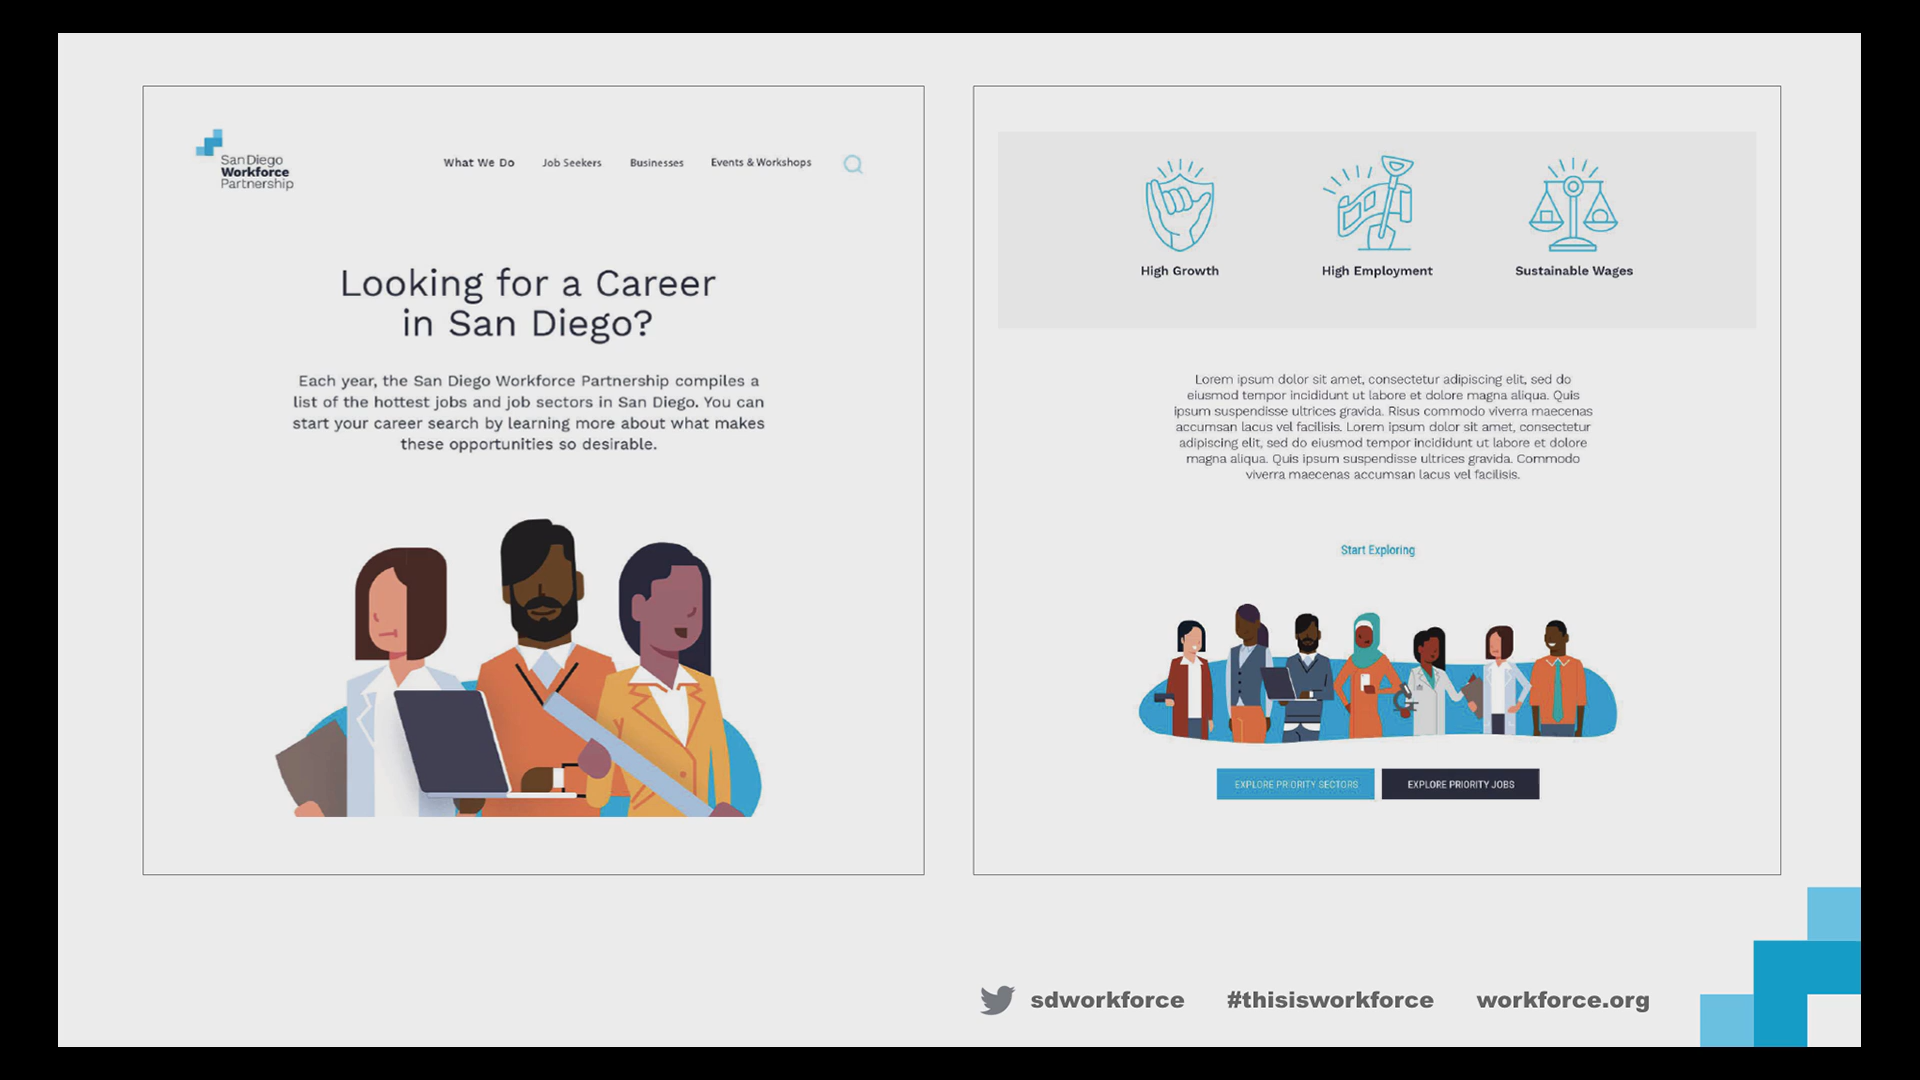 San Diego
Workforce
Partnership
What We Do
Job Seekers
Businesses
Events & Workshops
Looking for a Career
in San Diego?
Each year, the San Diego Workforce Partnership compiles a
list of the hottest jobs and job sectors in San Diego. You can
start your career search by learning more about what makes
these opportunities so desirable.
High Growth
High Employment
Sustainable Wages
Lorem ipsum dolor sit amet, consectetur adipiscing elit, sed do
eiusmod tempor incididunt ut labore et dolore magna aliqua. Quis
ipsum suspendisse ultrices gravida. Risus commodo viverra maecenas
accumsan lacus vel facilisis. Lorem ipsum dolor sit amet, consectetur
adipiscing elit, sed do eiusmod tempor incididunt ut labore et dolore
magna aliqua. Quis ipsum suspendisse ultrices gravida. Commodo
viverra maecenas accumsan lacus vel facilisis.
Start Exploring
EXPLORE PRIORITY SECTORS
EXPLORE PRIORITY JOBS
sdworkforce
#thisisworkforce
workforce.org